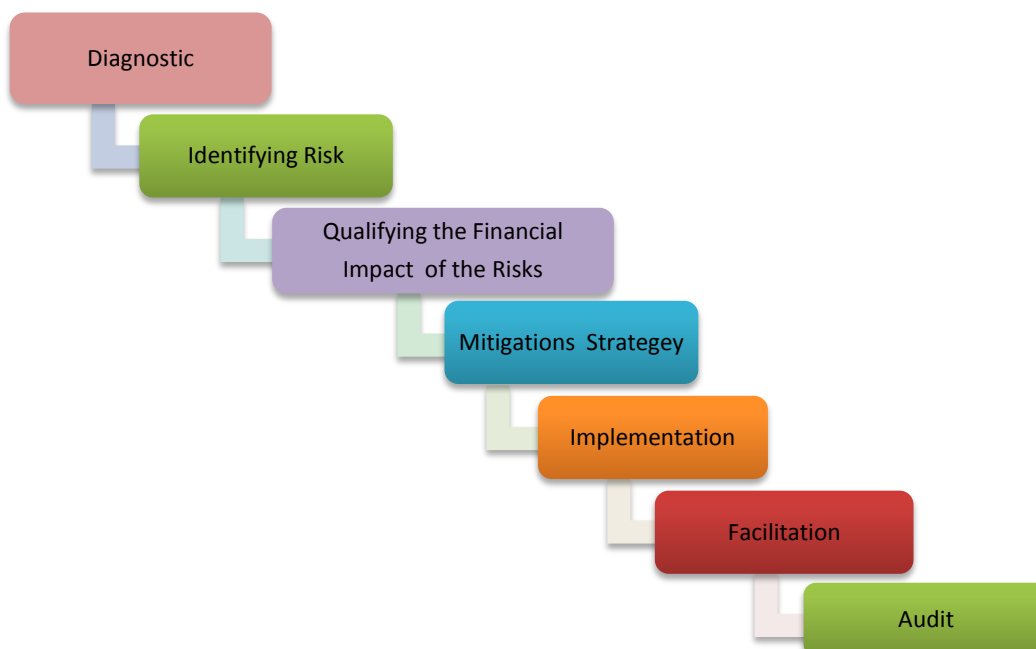 Diagnostic
Identifying Risk
Qualifying the Financial
Impact of the Risks
Mitigations Strategey
Implementation
Facilitation
Audit